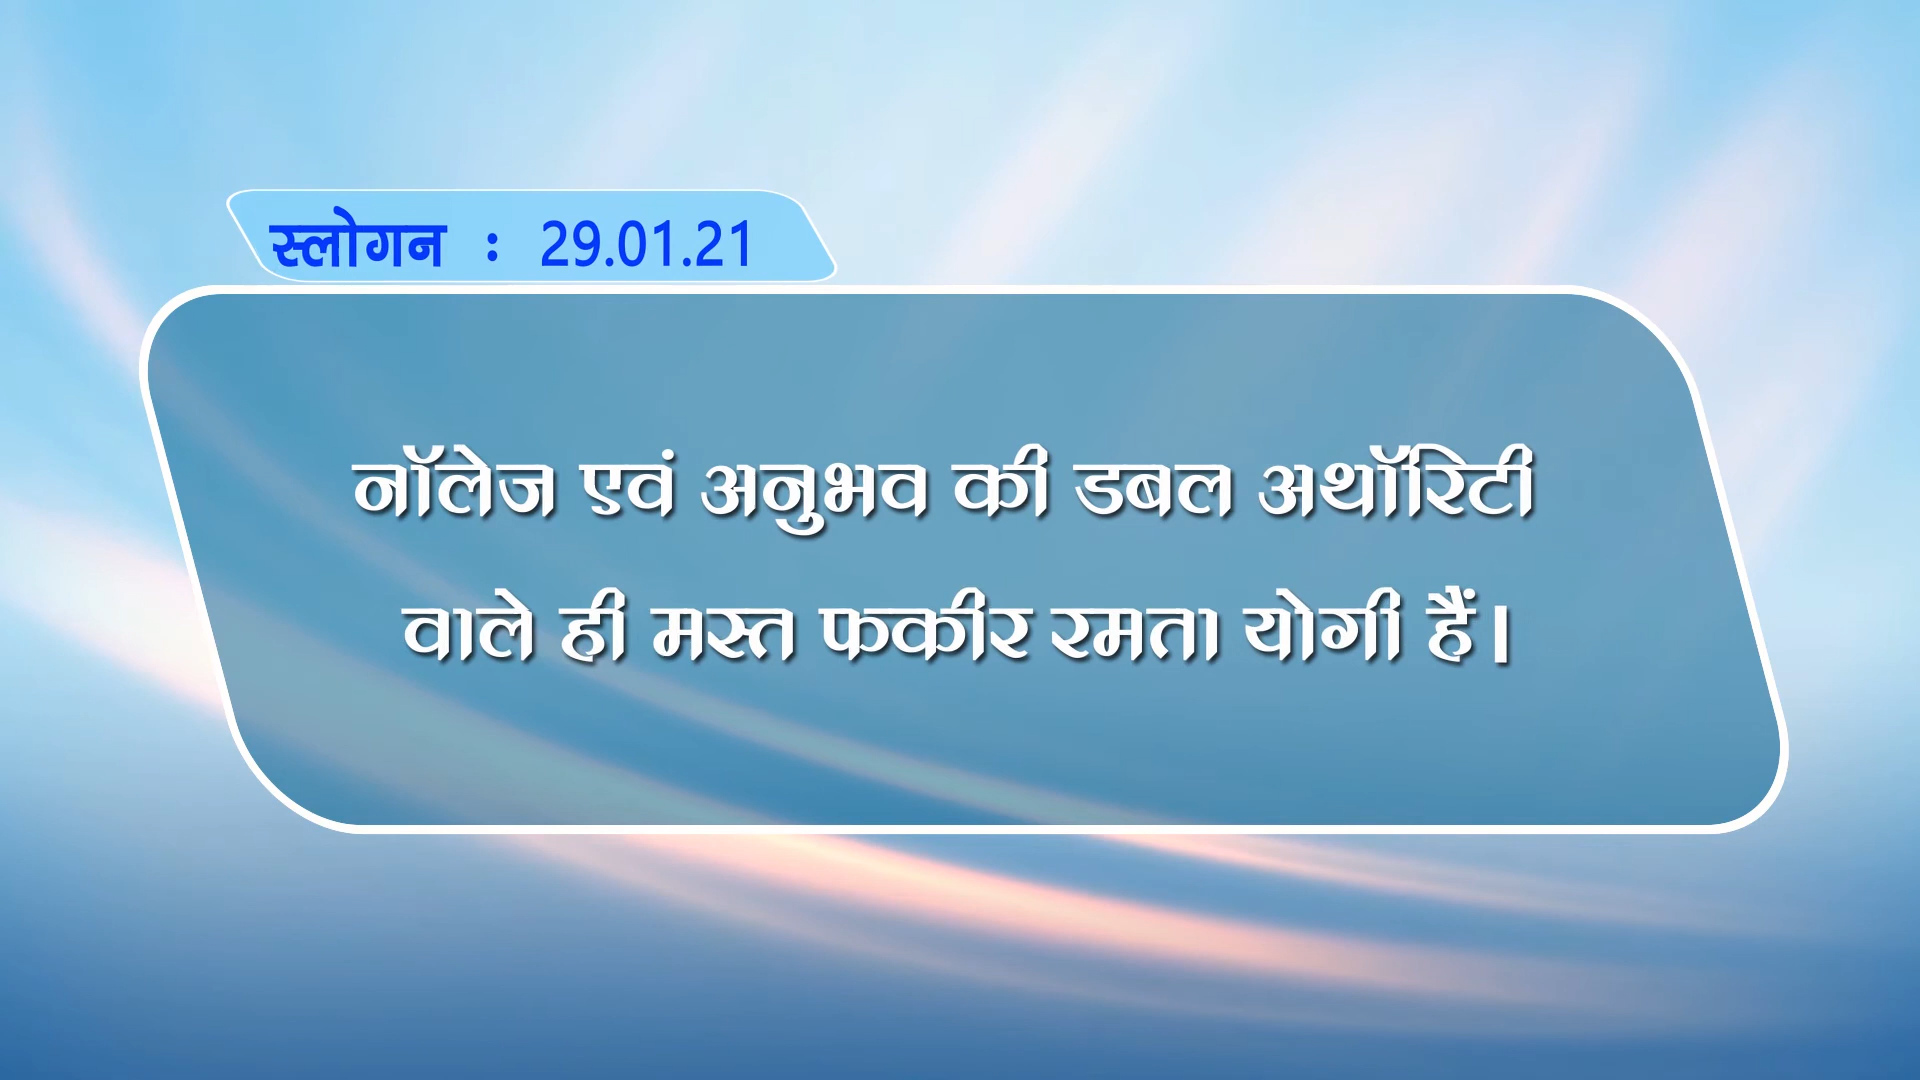 स्लोगन : 29.01.21
नॉलेज एवं अनुभव की डबल अथॉरिटी
वाले ही मस्त फकीर रमता योगी हैं।